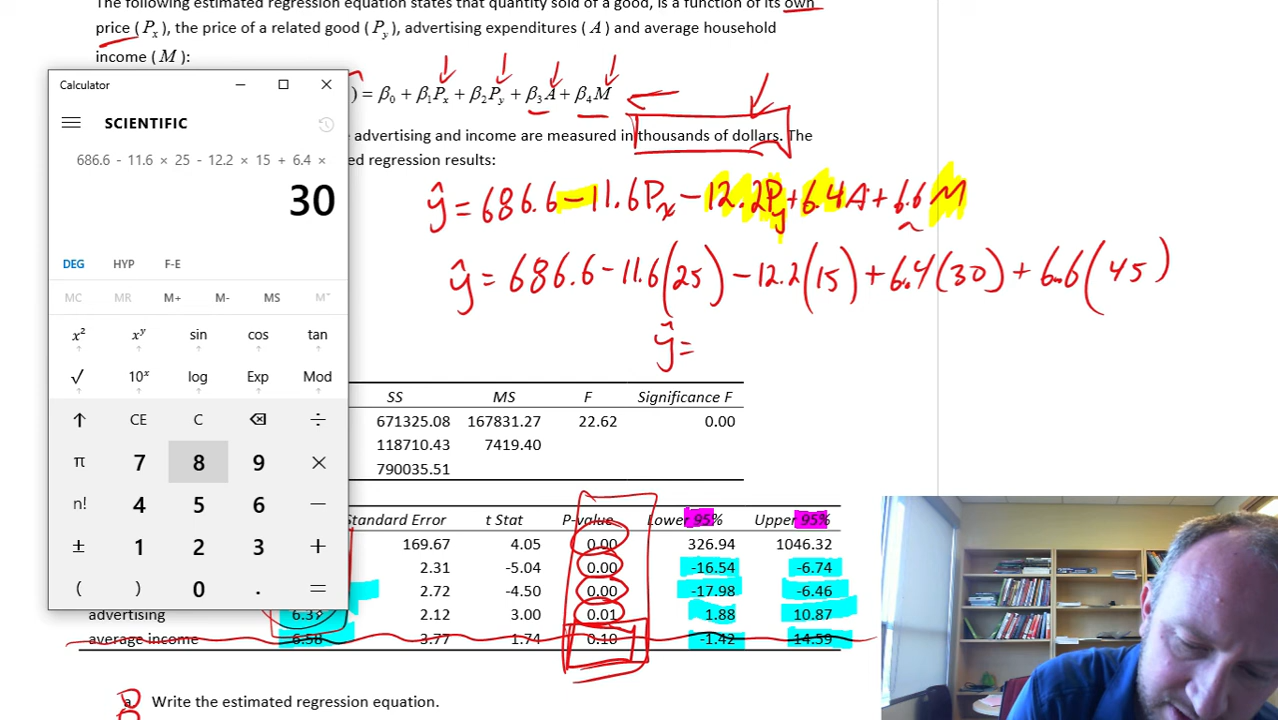 The following estimated regression equation states that quantity sold of a good, is a function of its own
price (Px), the price of a related good (Py), advertising expenditures (A) and average household
income (M):
) = β0 + β1Px + β2Py + β3A + β4M
advertising and income are measured in thousands of dollars. The
ed regression results:
ŷ = 686.6 - 11.6Px - 12.2Py + 6.4A + 6.6M
ŷ = 686.6 - 11.6(25) - 12.2(15) + 6.4(30) + 6.6(45)
ŷ =
Calculator
SCIENTIFIC
686.6 - 11.6 × 25 - 12.2 × 15 + 6.4 ×
30
DEG HYP F-E
MC MR M+ M- MS M˅
x² xʸ sin cos tan
√ 10ˣ log Exp Mod
↑ CE C ⌫ ÷
π 7 8 9 ×
n! 4 5 6 −
± 1 2 3 +
( ) 0 . =
SS MS F Significance F
671325.08 167831.27 22.62 0.00
118710.43 7419.40
790035.51
Standard Error t Stat P-value Lower 95% Upper 95%
169.67 4.05 0.00 326.94 1046.32
2.31 -5.04 0.00 -16.54 -6.74
2.72 -4.50 0.00 -17.98 -6.46
advertising 6.37 2.12 3.00 0.01 1.88 10.87
average income 6.58 3.77 1.74 0.10 -1.42 14.59
a. Write the estimated regression equation.